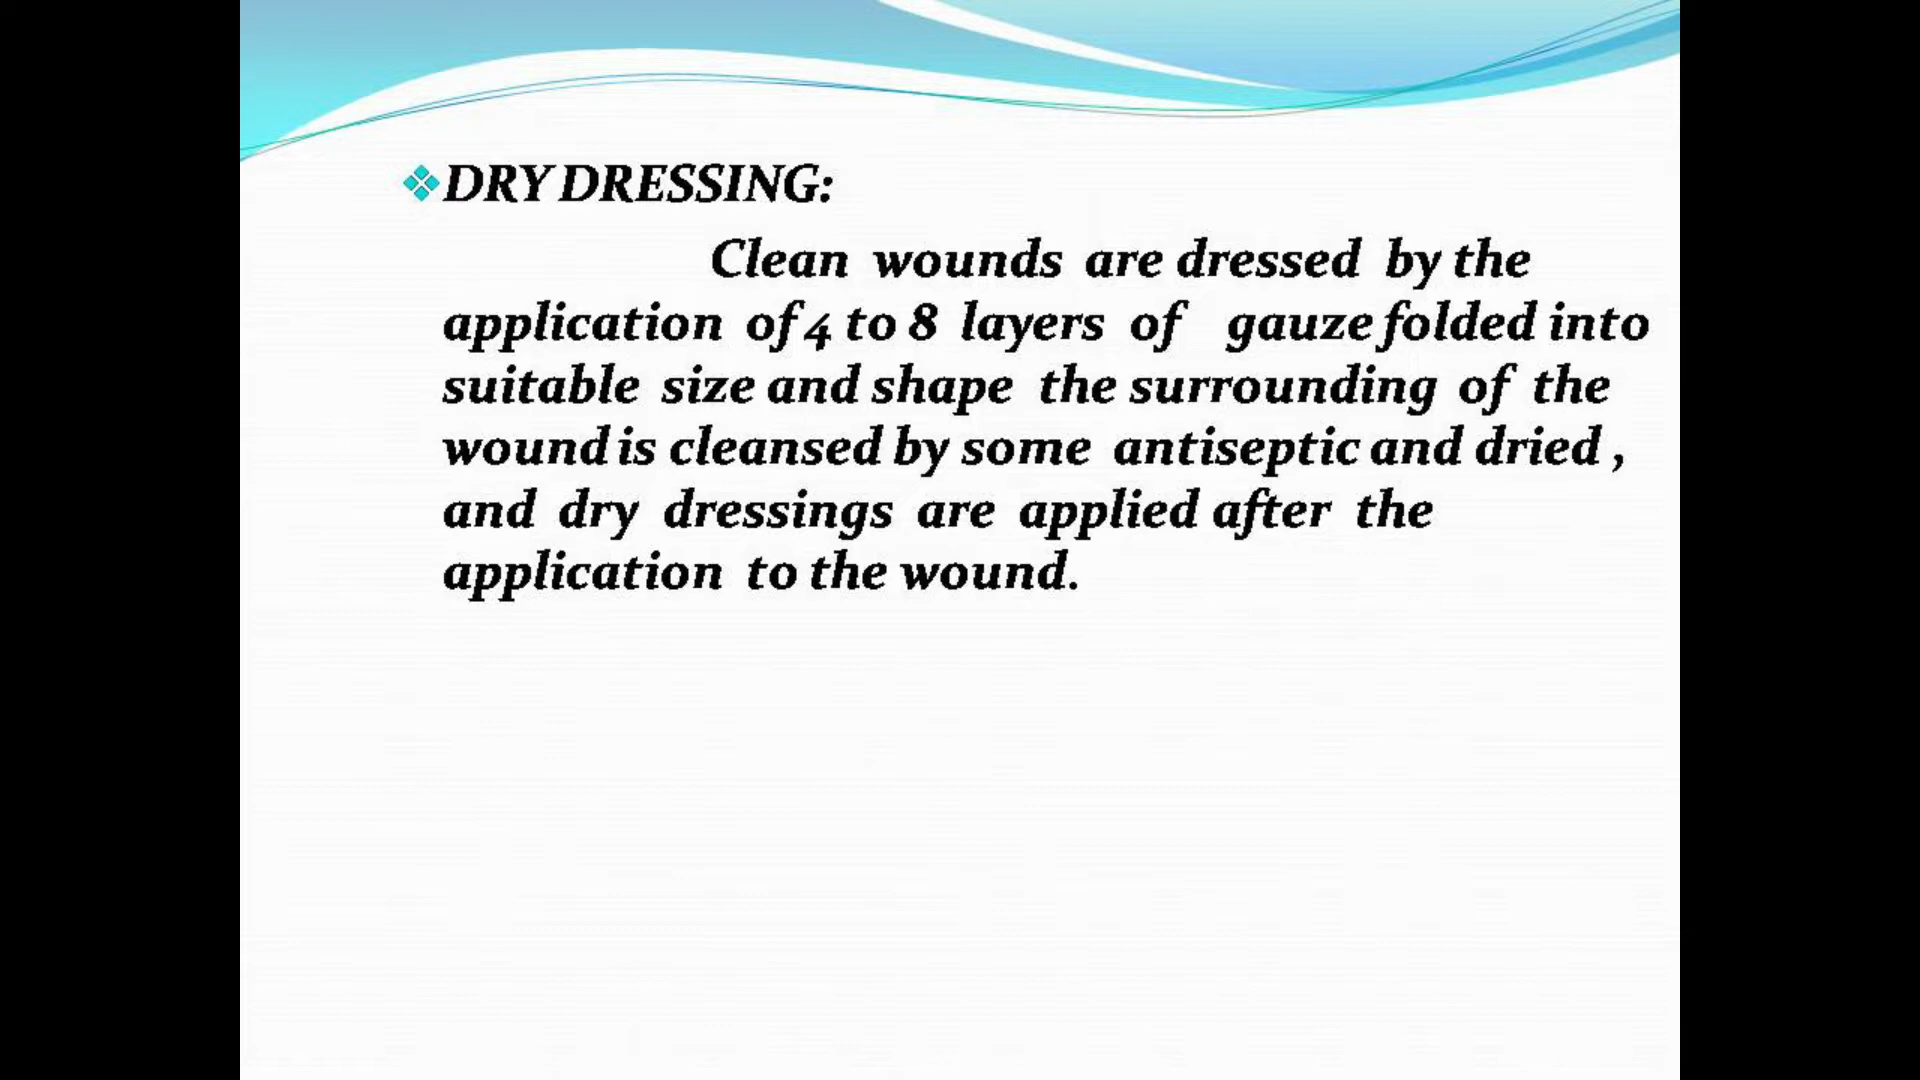 DRY DRESSING:
Clean wounds are dressed by the
application of 4 to 8 layers of gauze folded into
suitable size and shape the surrounding of the
wound is cleansed by some antiseptic and dried ,
and dry dressings are applied after the
application to the wound.